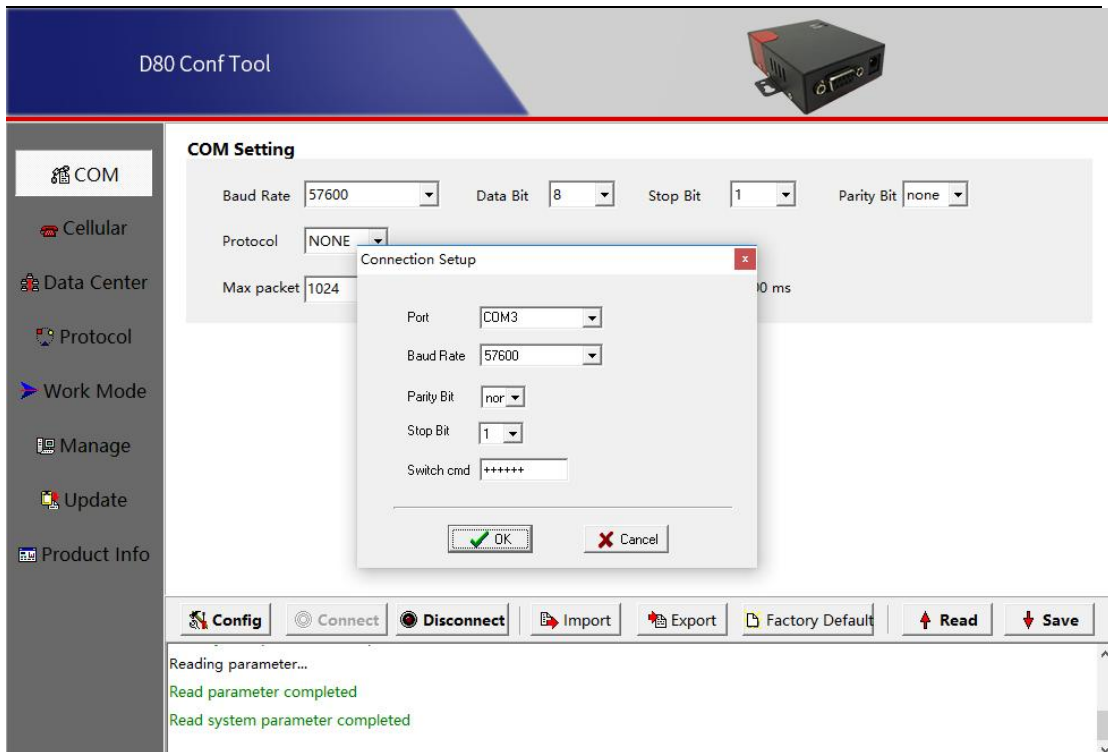 D80 Conf Tool
COM Setting
COM
Baud Rate 57600 Data Bit 8 Stop Bit 1 Parity Bit none
Cellular
Protocol NONE
Connection Setup
Data Center
Max packet 1024 00 ms
Port COM3
Protocol
Baud Rate 57600
Work Mode
Parity Bit nor
Stop Bit 1
Manage
Switch cmd ++++++
Update
OK Cancel
Product Info
Config Connect Disconnect Import Export Factory Default Read Save
Reading parameter...
Read parameter completed
Read system parameter completed